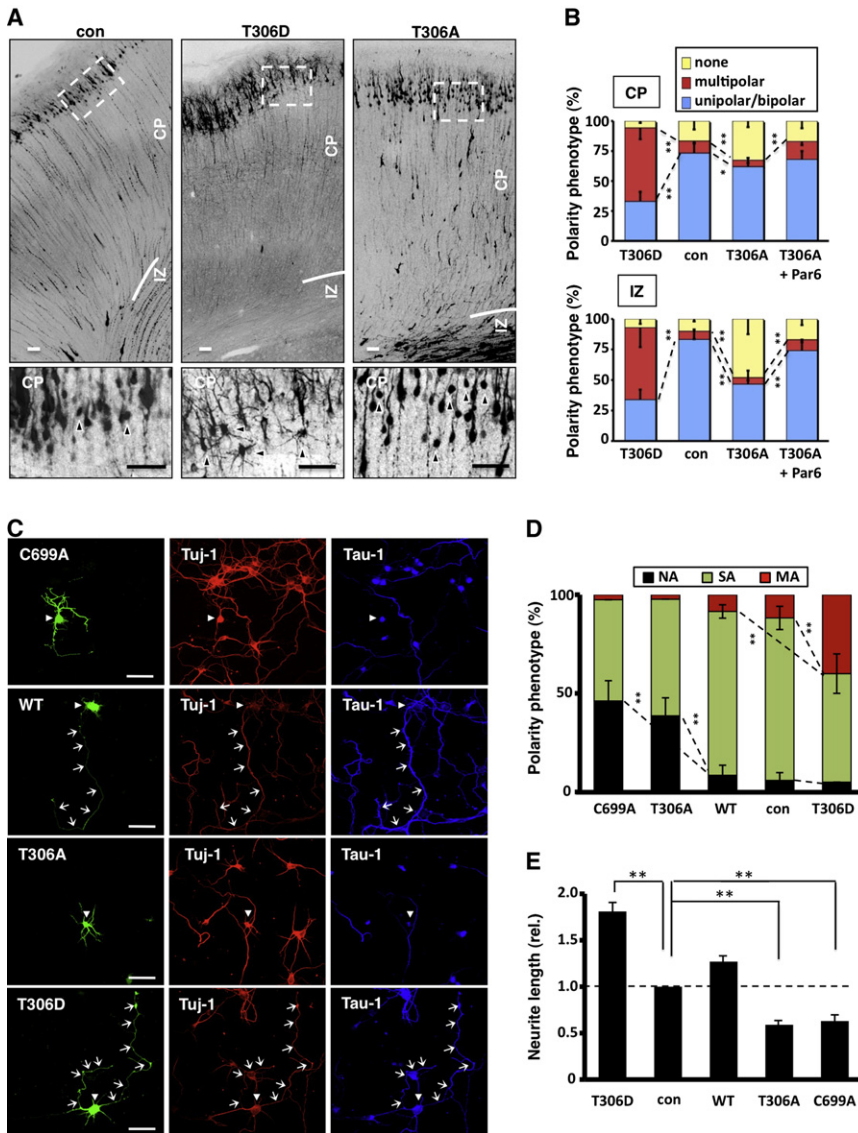 A
con
T306D
T306A
CP
IZ
CP
IZ
CP
IZ
CP
CP
CP
B
none
multipolar
unipolar/bipolar
CP
Polarity phenotype (%)
100
75
50
25
0
**
**
**
*
**
T306D
con
T306A
T306A
+ Par6
IZ
Polarity phenotype (%)
100
75
50
25
0
**
**
**
**
**
T306D
con
T306A
T306A
+ Par6
C
C699A
Tuj-1
Tau-1
WT
Tuj-1
Tau-1
T306A
Tuj-1
Tau-1
T306D
Tuj-1
Tau-1
D
NA
SA
MA
Polarity phenotype (%)
100
50
0
**
**
**
**
C699A
T306A
WT
con
T306D
E
Neurite length (rel.)
2.0
1.5
1.0
0.5
0
**
**
**
T306D
con
WT
T306A
C699A